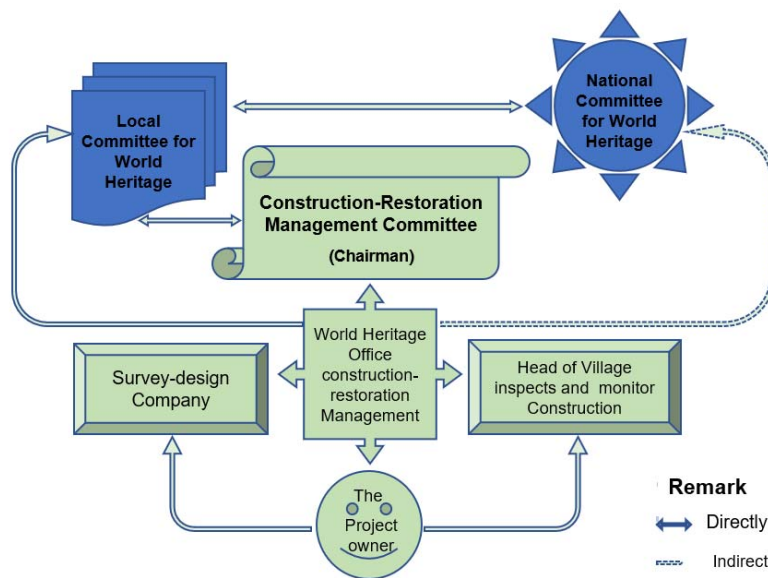 Local
Committee for
World
Heritage
National
Committee
for World
Heritage
Construction-Restoration
Management Committee
(Chairman)
World Heritage
Office
construction-
restoration
Management
Survey-design
Company
Head of Village
inspects and monitor
Construction
The
Project
owner
Remark
Directly
Indirect